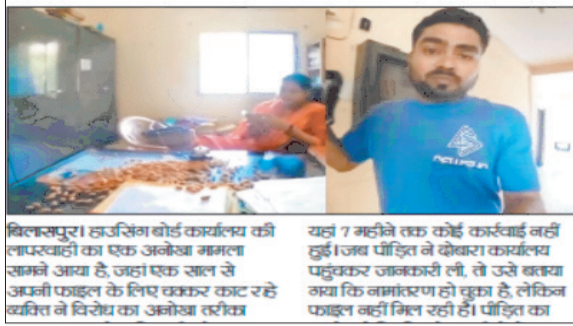 बिलासपुर। हाउसिंग बोर्ड कार्यालय की
लापरवाही का एक अनोखा मामला
सामने आया है, जहां एक साल से
अपनी फाइल के लिए चक्कर काट रहे
व्यक्ति ने विरोध का अनोखा तरीका
यहां 7 महीने तक कोई कार्रवाई नहीं
हुई। जब पीड़ित ने दोबारा कार्यालय
पहुंचकर जानकारी ली, तो उसे बताया
गया कि नामांतरण हो चुका है, लेकिन
फाइल नहीं मिल रही है। पीड़ित का